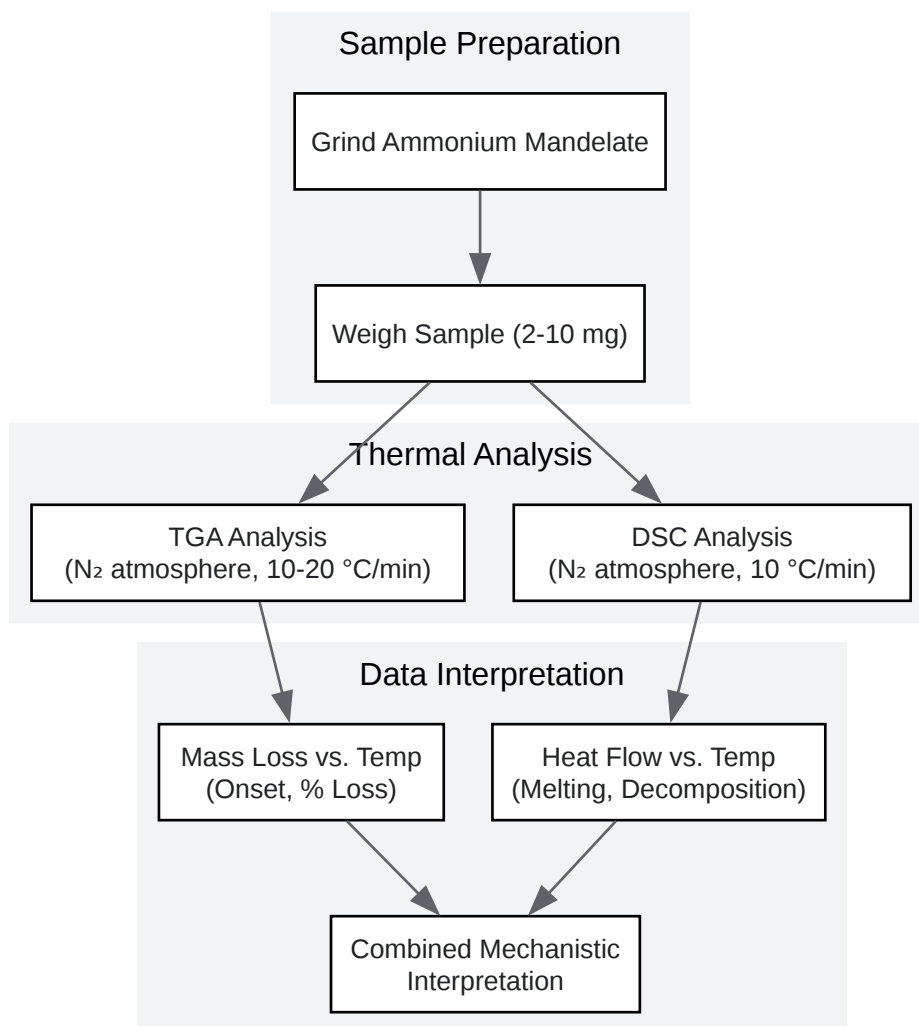 Sample Preparation
Grind Ammonium Mandelate
Weigh Sample (2-10 mg)
Thermal Analysis
TGA Analysis
(N₂ atmosphere, 10-20 °C/min)
DSC Analysis
(N₂ atmosphere, 10 °C/min)
Data Interpretation
Mass Loss vs. Temp
(Onset, % Loss)
Heat Flow vs. Temp
(Melting, Decomposition)
Combined Mechanistic
Interpretation